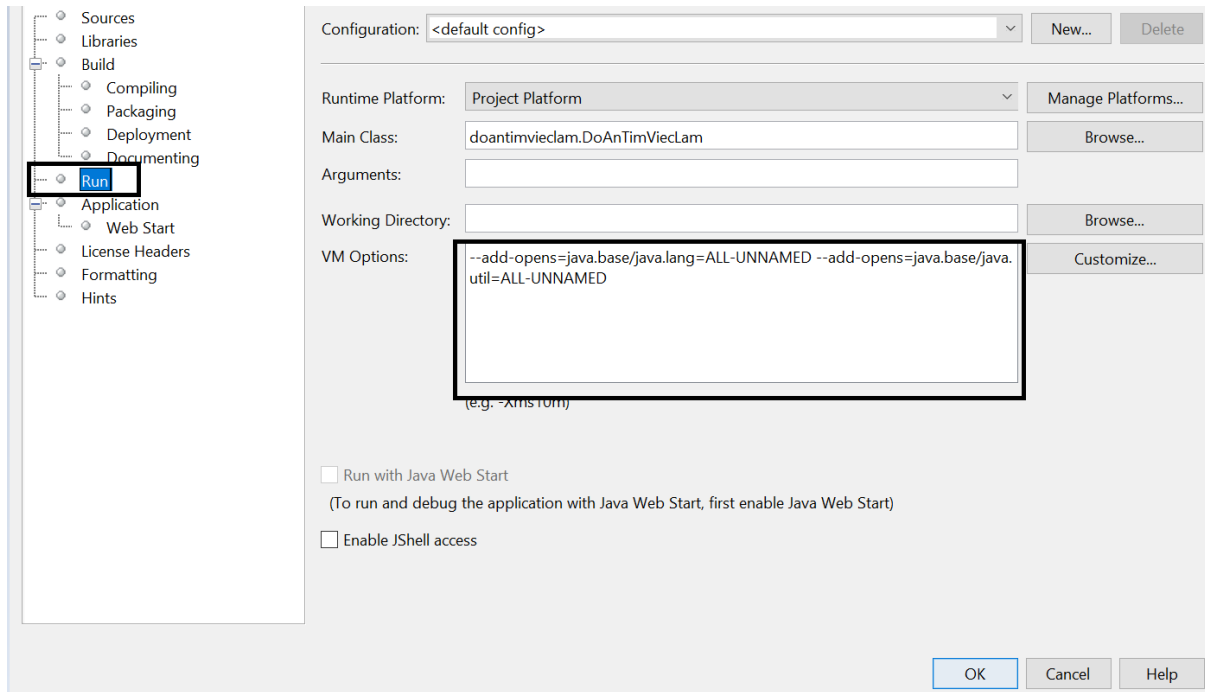 Sources
Libraries
Build
Compiling
Packaging
Deployment
Documenting
Run
Application
Web Start
License Headers
Formatting
Hints
Configuration: <default config> New... Delete
Runtime Platform: Project Platform Manage Platforms...
Main Class: doantimvieclam.DoAnTimViecLam Browse...
Arguments:
Working Directory: Browse...
VM Options: --add-opens=java.base/java.lang=ALL-UNNAMED --add-opens=java.base/java. Customize...
util=ALL-UNNAMED
(e.g. -Xms10m)
Run with Java Web Start
(To run and debug the application with Java Web Start, first enable Java Web Start)
Enable JShell access
OK Cancel Help